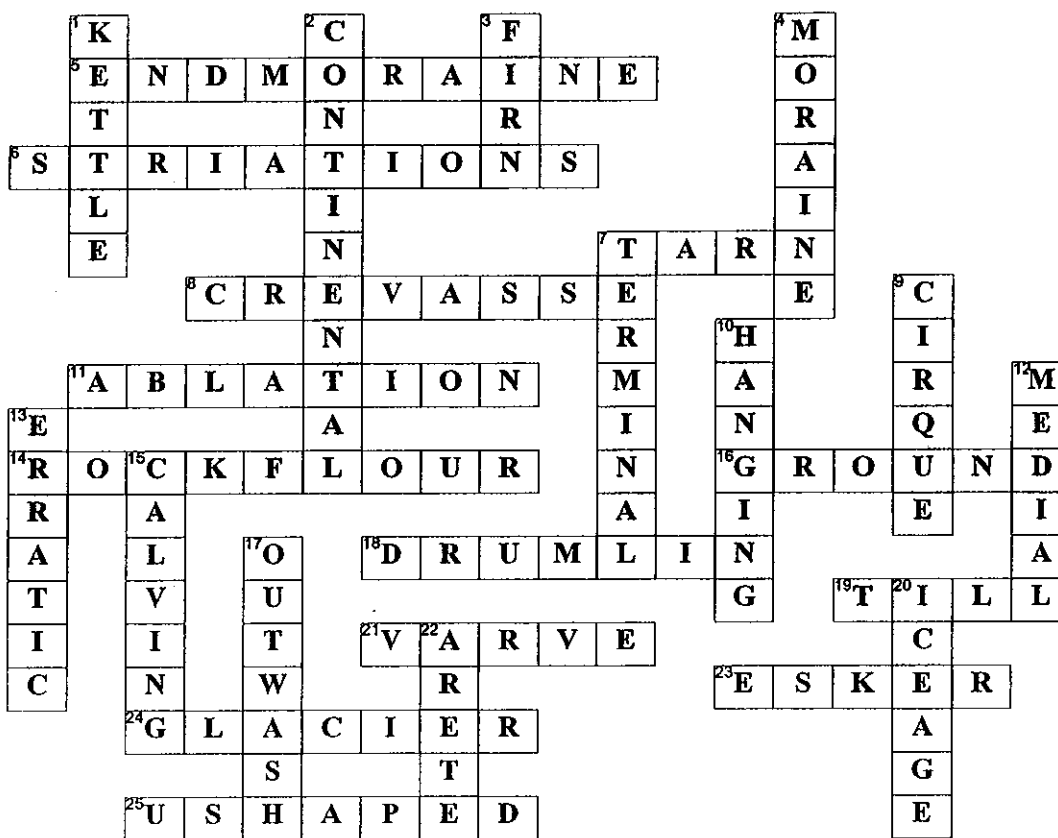 1 K 2 C 3 F 4 M
5 E N D M O R A I N E O
T N R R
6 S T R I A T I O N S A
L I I
E N 7 T A R N
8 C R E V A S S E E 9 C
N R 10 H I
11 A B L A T I O N M A R 12 M
13 E A I N Q E
14 R O 15 C K F L O U R N 16 G R O U N D
R A A I E I
A L 17 O 18 D R U M L I N A
T V U G 19 T 20 I L L
I I T 21 V 22 A R V E C
C N W R 23 E S K E R
24 G L A C I E R A
S T G
25 U S H A P E D E